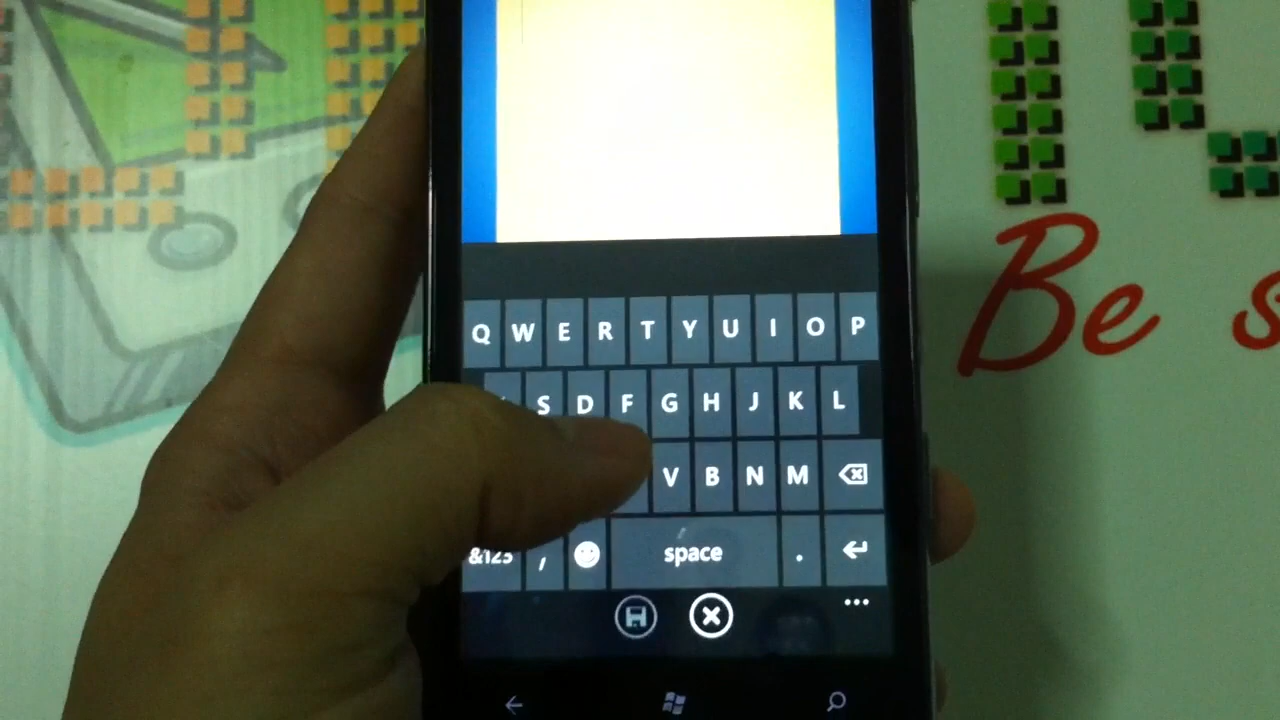 Q W E R T Y U I O P
S D F G H J K L
V B N M
&123 , space .
Be s